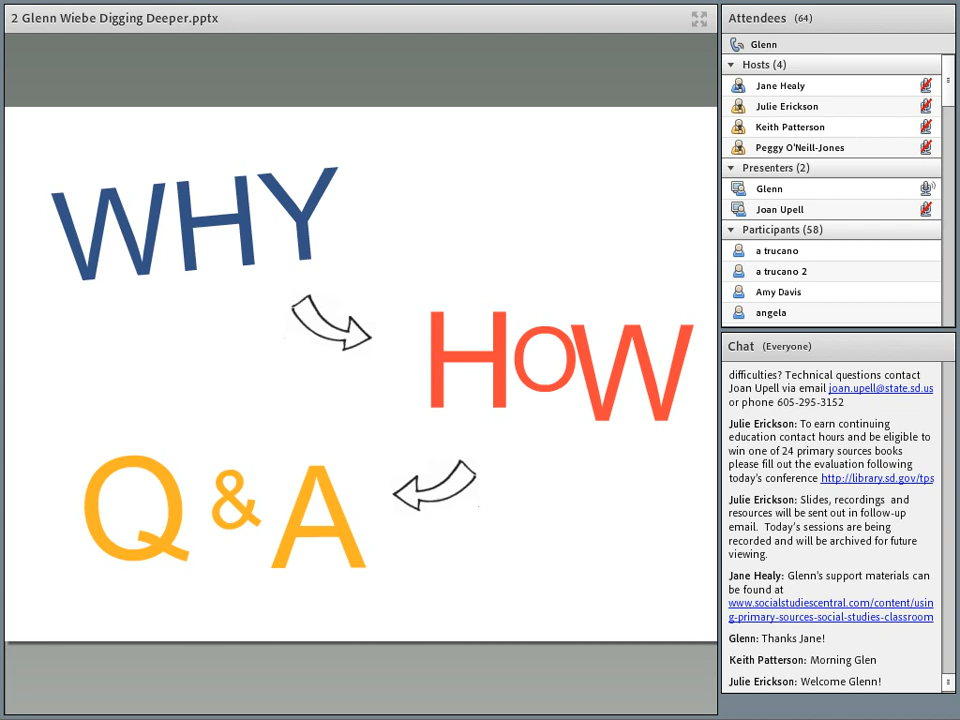 2 Glenn Wiebe Digging Deeper.pptx
WHY
HOW
Q & A
Attendees (64)
Glenn
Hosts (4)
Jane Healy
Julie Erickson
Keith Patterson
Peggy O'Neill-Jones
Presenters (2)
Glenn
Joan Upell
Participants (58)
a trucano
a trucano 2
Amy Davis
angela
Chat (Everyone)
difficulties? Technical questions contact
Joan Upell via email joan.upell@state.sd.us
or phone 605-295-3152
Julie Erickson: To earn continuing
education contact hours and be eligible to
win one of 24 primary sources books
please fill out the evaluation following
today's conference http://library.sd.gov/tps
Julie Erickson: Slides, recordings and
resources will be sent out in follow-up
email. Today's sessions are being
recorded and will be archived for future
viewing.
Jane Healy: Glenn's support materials can
be found at
www.socialstudiescentral.com/content/usin
g-primary-sources-social-studies-classroom
Glenn: Thanks Jane!
Keith Patterson: Morning Glen
Julie Erickson: Welcome Glenn!